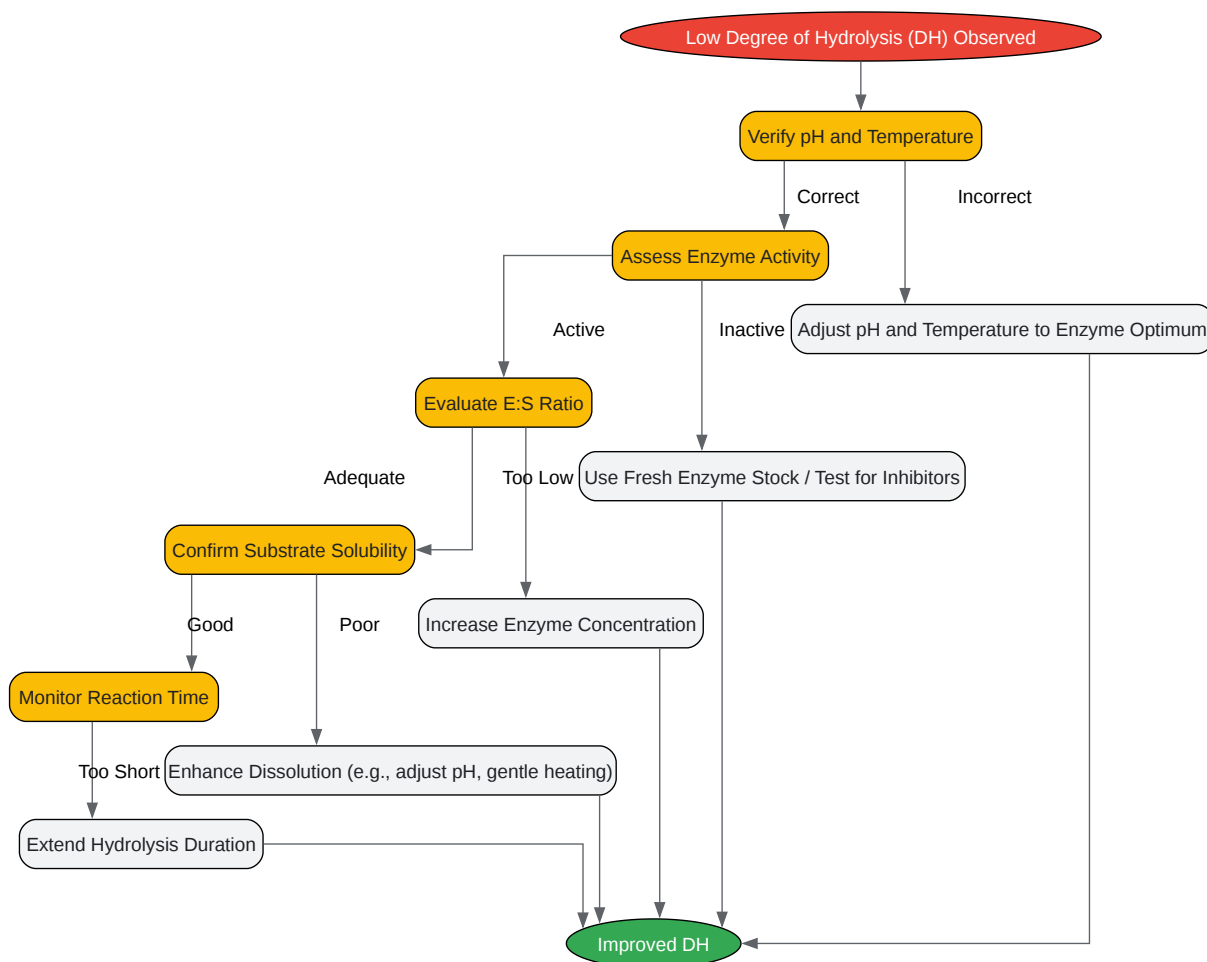 Low Degree of Hydrolysis (DH) Observed
Verify pH and Temperature
Correct
Incorrect
Assess Enzyme Activity
Adjust pH and Temperature to Enzyme Optimum
Active
Inactive
Evaluate E:S Ratio
Adequate
Too Low
Use Fresh Enzyme Stock / Test for Inhibitors
Confirm Substrate Solubility
Good
Poor
Increase Enzyme Concentration
Monitor Reaction Time
Too Short
Enhance Dissolution (e.g., adjust pH, gentle heating)
Extend Hydrolysis Duration
Improved DH